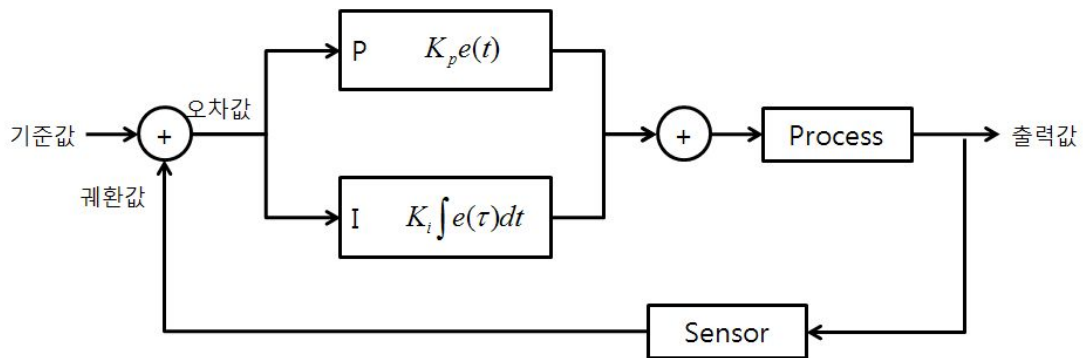 P K_p e(t)
오차값
기준값 + + Process 출력값
궤환값
I K_i ∫ e(τ)dt
Sensor